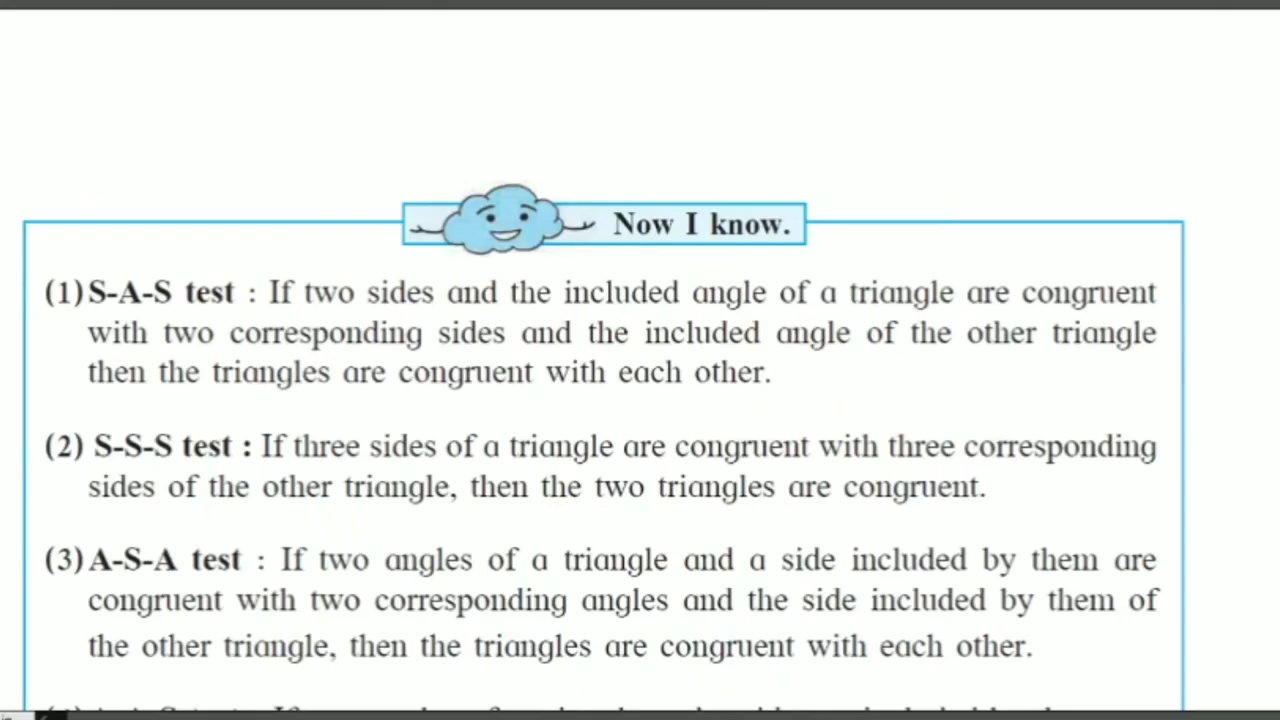 Now I know.
(1) S-A-S test : If two sides and the included angle of a triangle are congruent
with two corresponding sides and the included angle of the other triangle
then the triangles are congruent with each other.
(2) S-S-S test : If three sides of a triangle are congruent with three corresponding
sides of the other triangle, then the two triangles are congruent.
(3) A-S-A test : If two angles of a triangle and a side included by them are
congruent with two corresponding angles and the side included by them of
the other triangle, then the triangles are congruent with each other.